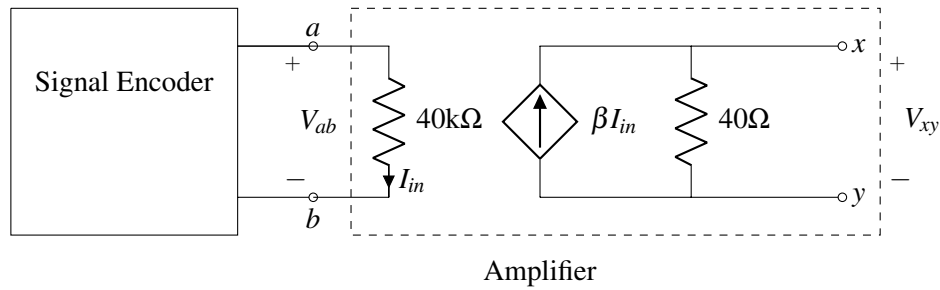 a
x
+
+
Signal Encoder
V_ab
40kΩ
βI_in
40Ω
V_xy
−
I_in
−
b
y
Amplifier